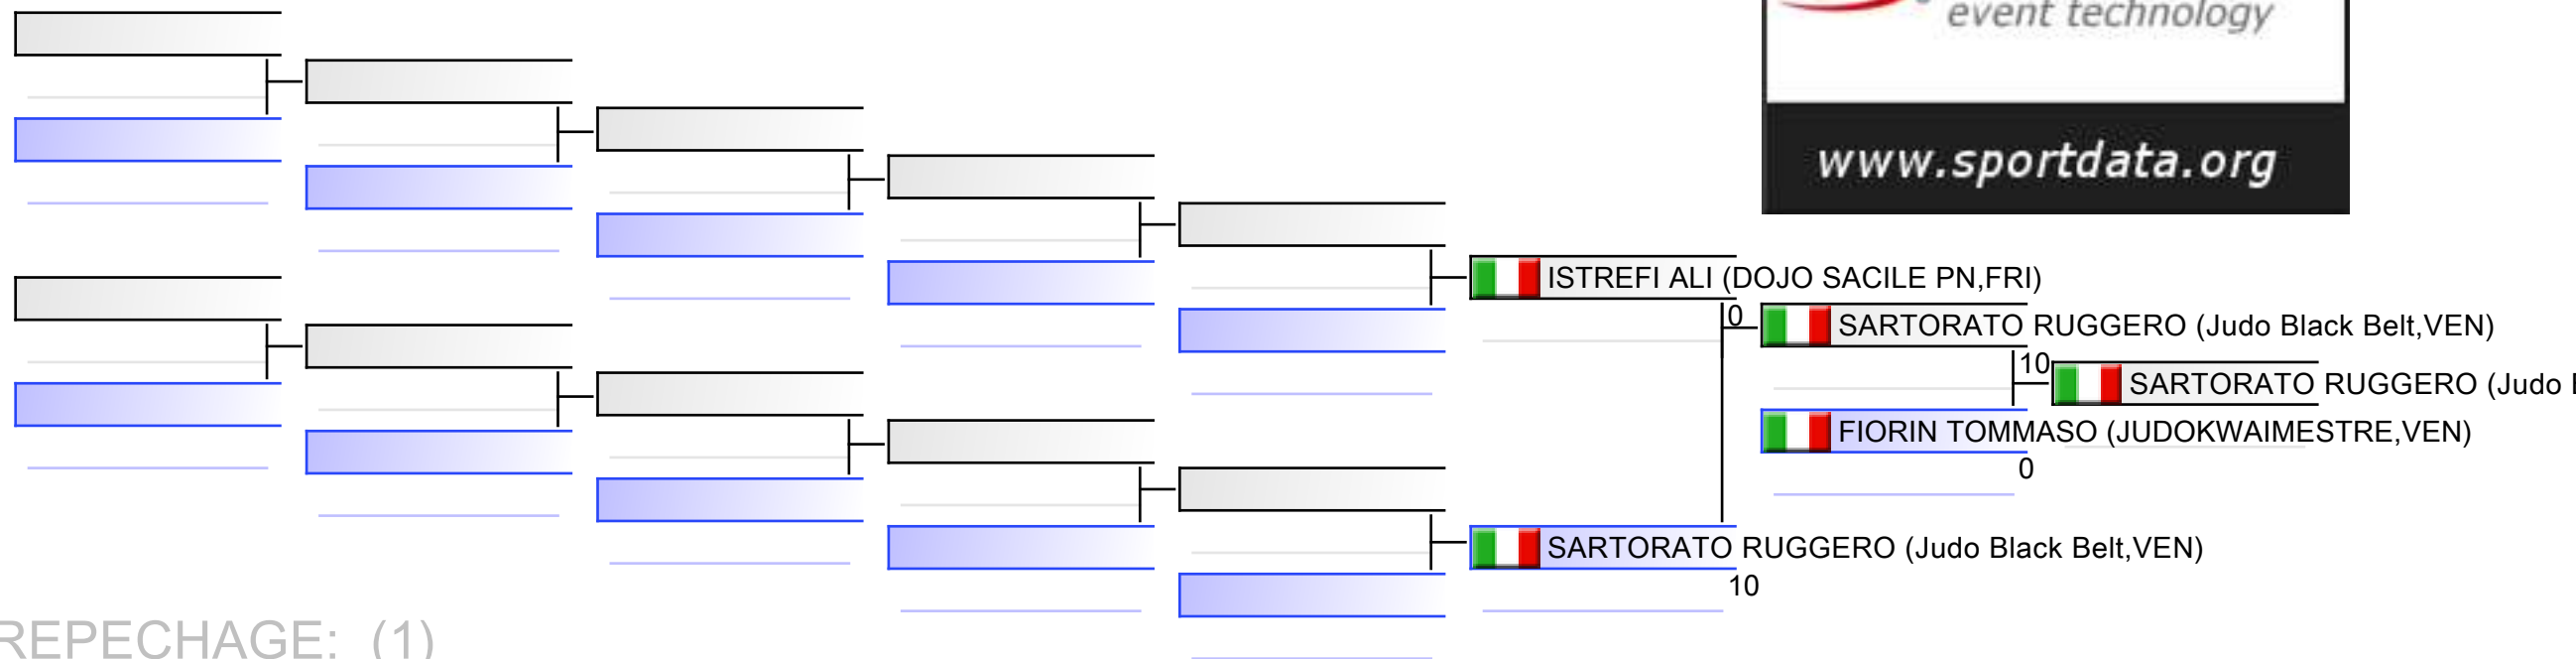 event technology
www.sportdata.org
ISTREFI ALI (DOJO SACILE PN,FRI)
0
SARTORATO RUGGERO (Judo Black Belt,VEN)
10
SARTORATO RUGGERO (Judo
FIORIN TOMMASO (JUDOKWAIMESTRE,VEN)
0
SARTORATO RUGGERO (Judo Black Belt,VEN)
10
REPECHAGE: (1)